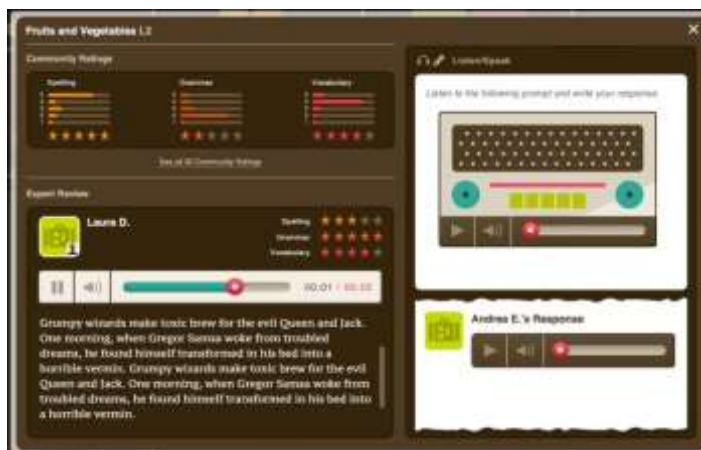 Fruits and Vegetables L2
Community Ratings
Spelling
Grammar
Vocabulary
See all 30 Community Ratings
Expert Review
Laura D.
Spelling
Grammar
Vocabulary
00:01
Grumpy wizards make toxic brew for the evil Queen and Jack.
One morning, when Gregor Samsa woke from troubled
dreams, he found himself transformed in his bed into a
horrible vermin. Grumpy wizards make toxic brew for the evil
Queen and Jack. One morning, when Gregor Samsa woke from
troubled dreams, he found himself transformed in his bed into
a horrible vermin.
Listen/Speak
Listen to the following prompt and write your response
Andrea E.'s Response